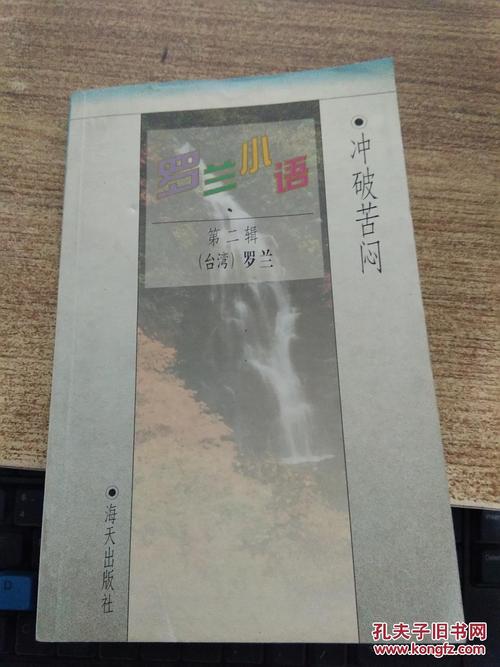 罗兰小语
·
第二辑
(台湾)罗兰
●冲破苦闷
●海天出版社
孔夫子旧书网
www.kongfz.com